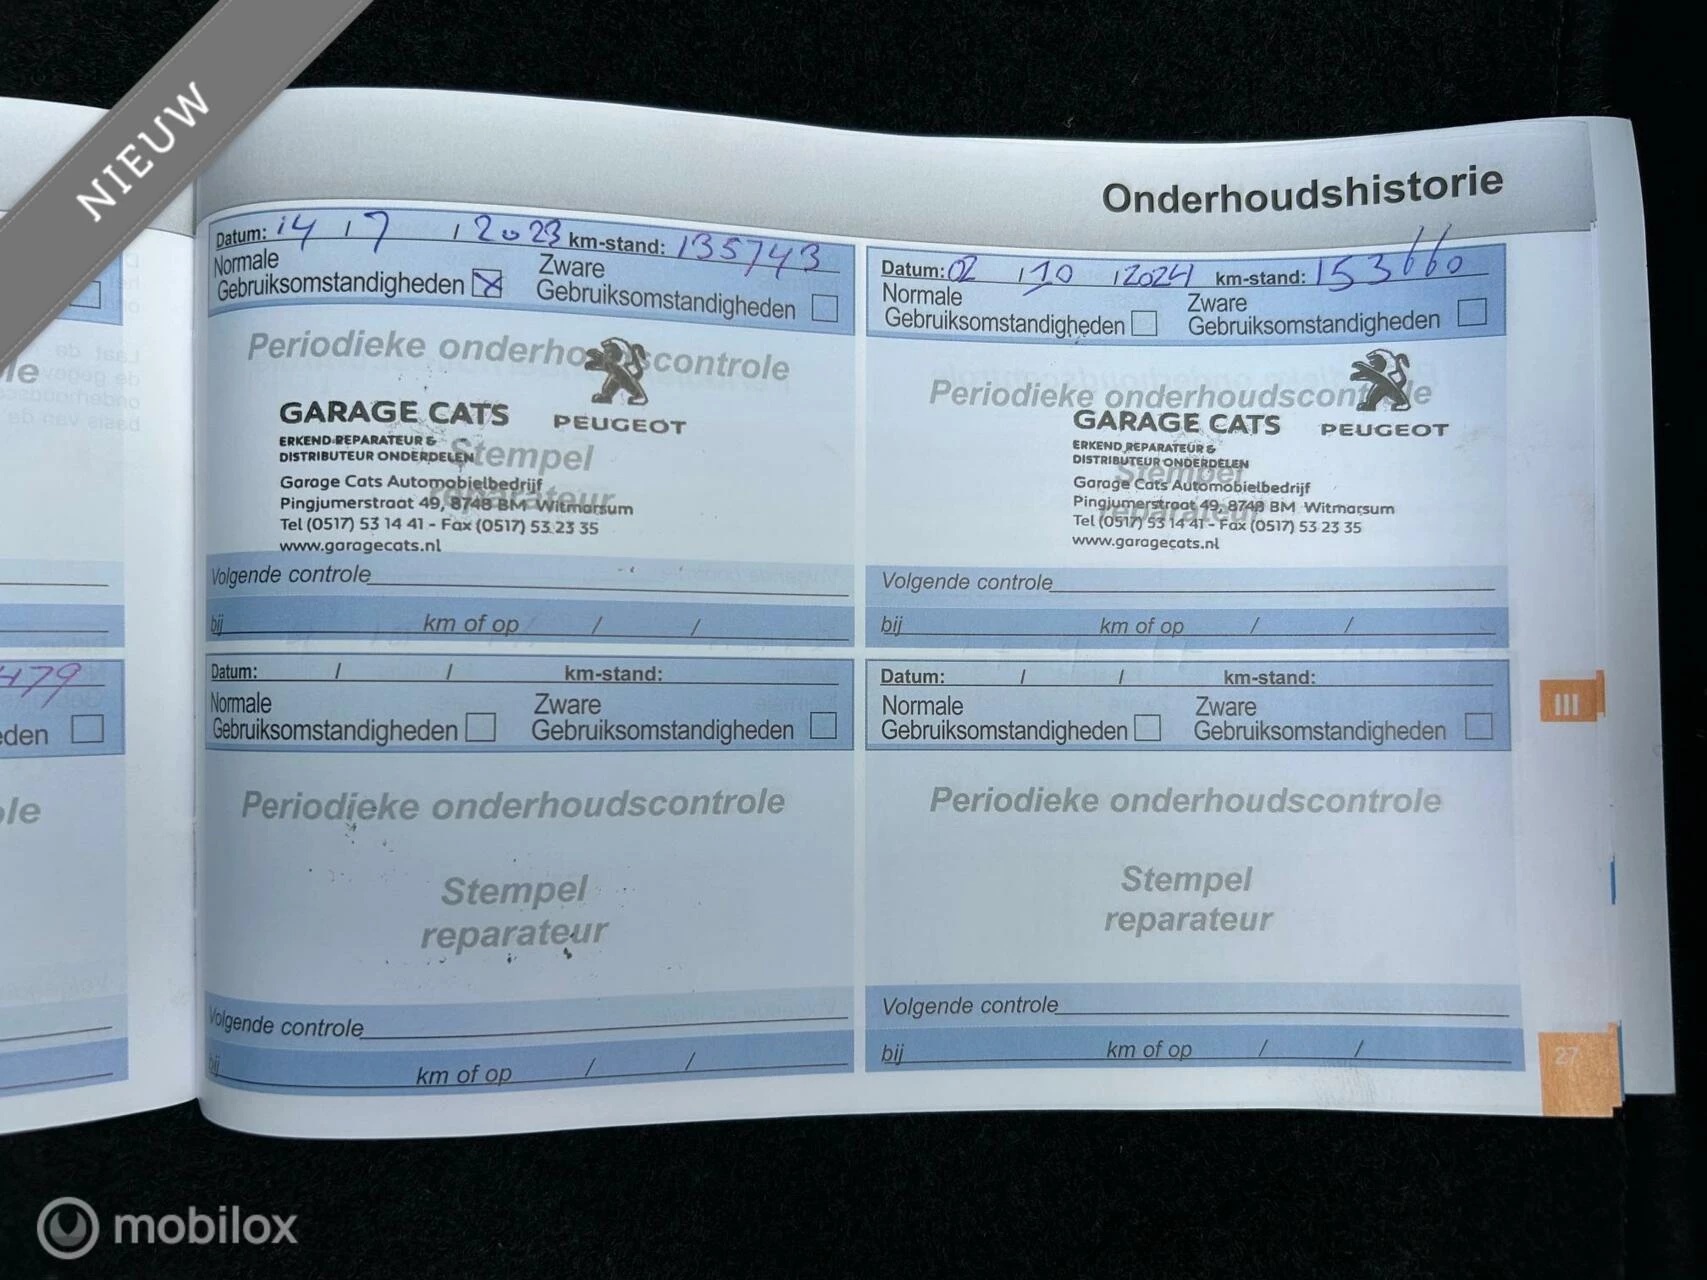 NIEUW
Onderhoudshistorie
Datum: 14 / 7 / 2023 km-stand: 135743
Normale Gebruiksomstandigheden
Zware Gebruiksomstandigheden
Periodieke onderhoudscontrole
GARAGE CATS
PEUGEOT
ERKEND REPARATEUR &
DISTRIBUTEUR ONDERDELEN
Stempel
reparateur
Garage Cats Automobielbedrijf
Pingjumerstraat 49, 8748 BM Witmarsum
Tel (0517) 53 14 41 - Fax (0517) 53 23 35
www.garagecats.nl
Volgende controle
bij km of op / /
Datum: 02 / 10 / 2024 km-stand: 153660
Normale Gebruiksomstandigheden
Zware Gebruiksomstandigheden
Periodieke onderhoudscontrole
GARAGE CATS
PEUGEOT
ERKEND REPARATEUR &
DISTRIBUTEUR ONDERDELEN
Stempel
reparateur
Garage Cats Automobielbedrijf
Pingjumerstraat 49, 8748 BM Witmarsum
Tel (0517) 53 14 41 - Fax (0517) 53 23 35
www.garagecats.nl
Volgende controle
bij km of op / /
Datum: / / km-stand:
Normale Gebruiksomstandigheden
Zware Gebruiksomstandigheden
Periodieke onderhoudscontrole
Stempel
reparateur
Volgende controle
bij km of op / /
Datum: / / km-stand:
Normale Gebruiksomstandigheden
Zware Gebruiksomstandigheden
Periodieke onderhoudscontrole
Stempel
reparateur
Volgende controle
bij km of op / /
III
27
mobilox